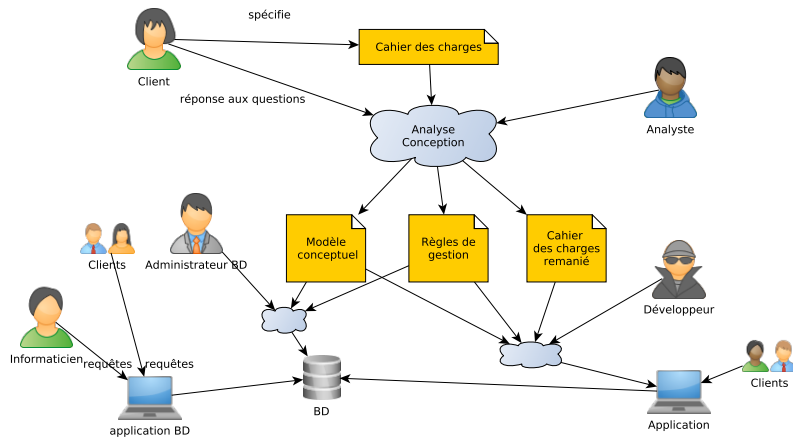 spécifie
Cahier des charges
Client
réponse aux questions
Analyse
Conception
Analyste
Modèle
conceptuel
Règles de
gestion
Cahier
des charges
remanié
Clients
Administrateur BD
Développeur
Informaticien
requêtes
requêtes
Clients
BD
application BD
Application